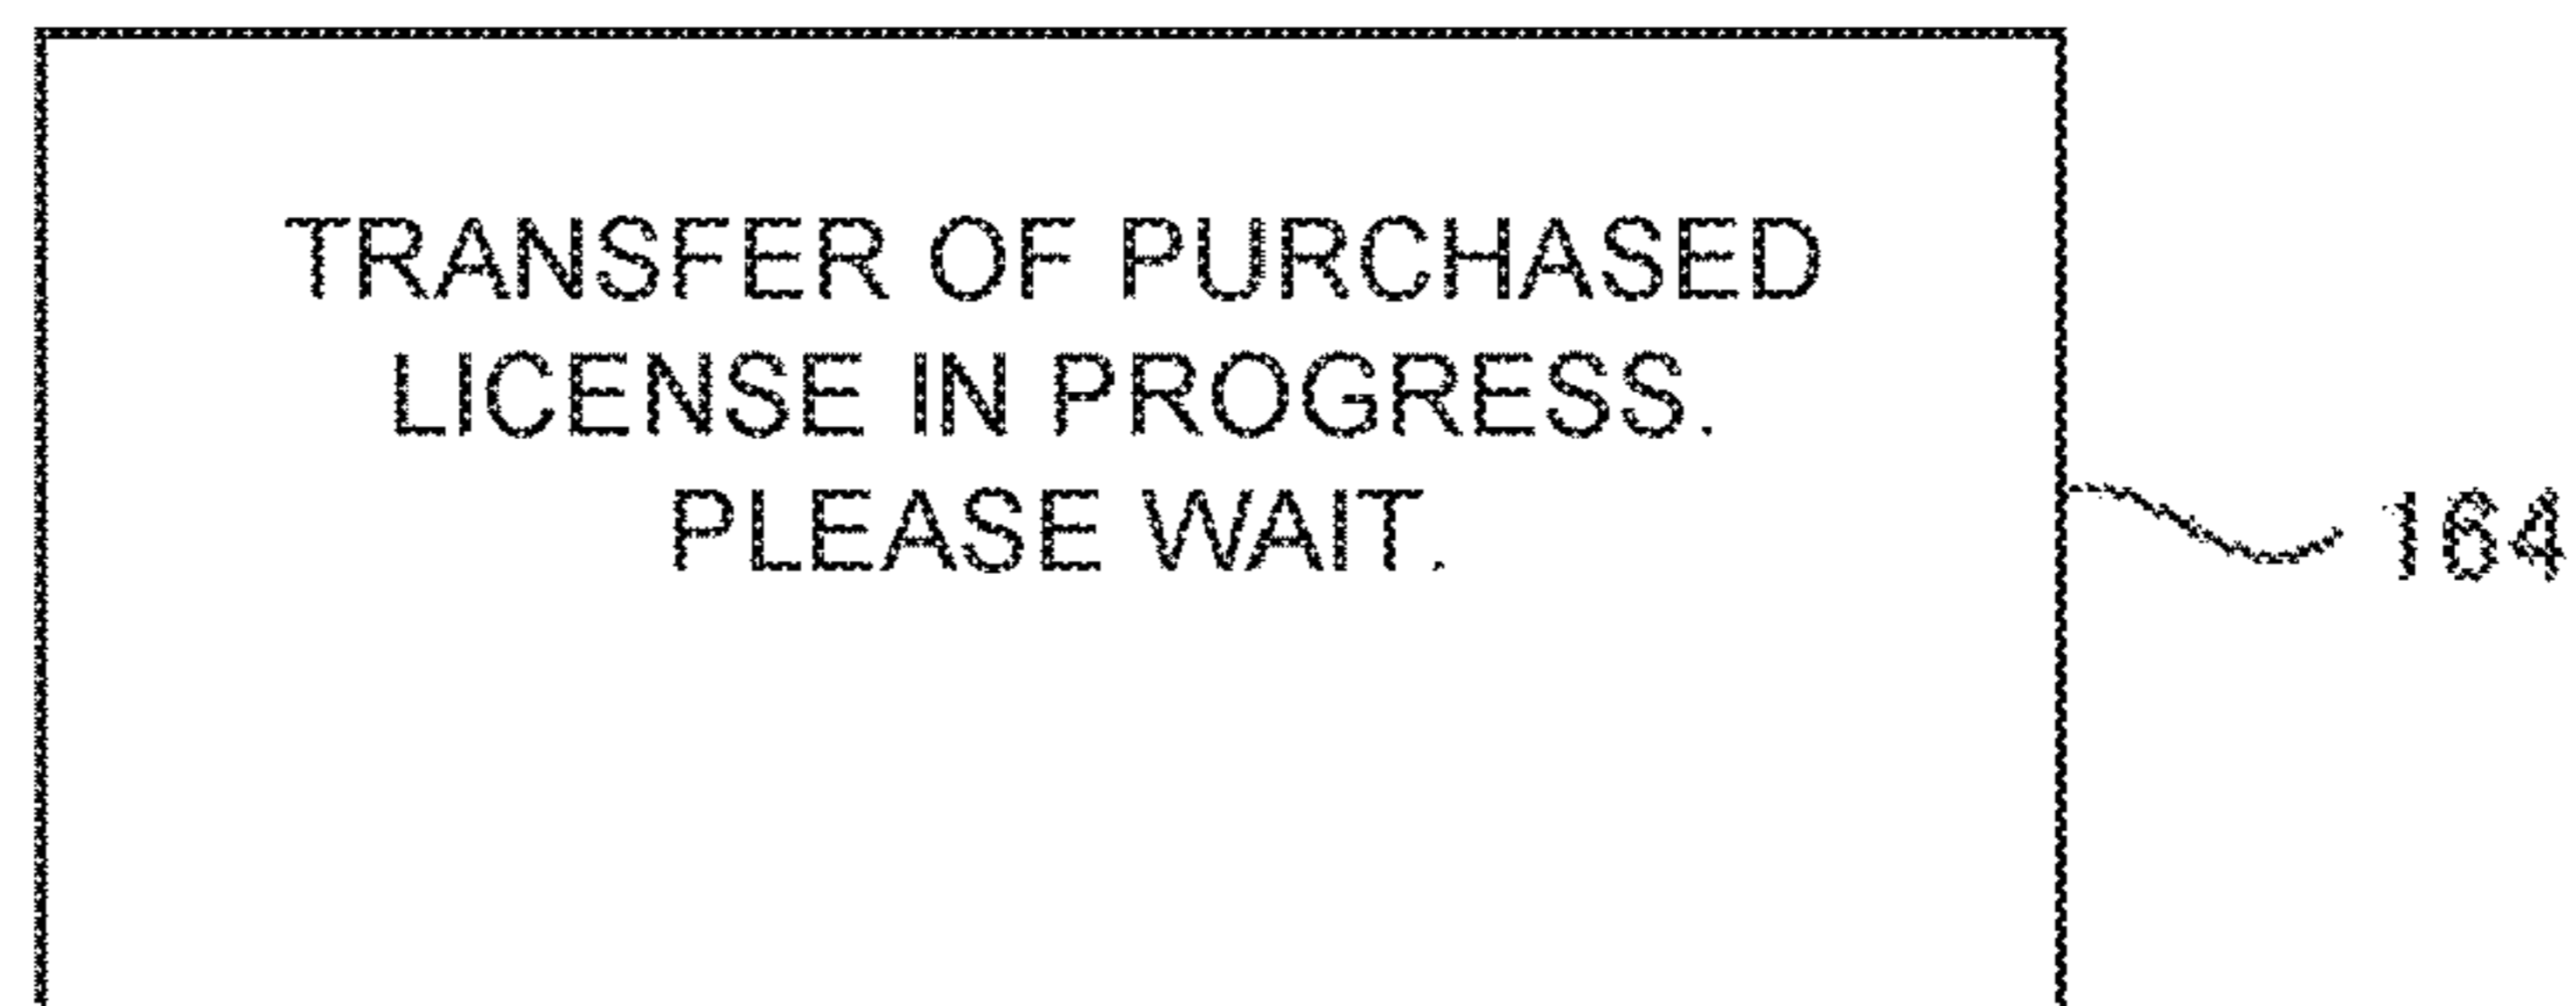 TRANSFER OF PURCHASED
LICENSE IN PROGRESS.
PLEASE WAIT.
164